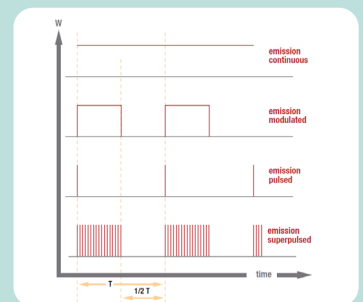 W
emission
continuous
emission
modulated
emission
pulsed
emission
superpulsed
time
T
1/2 T